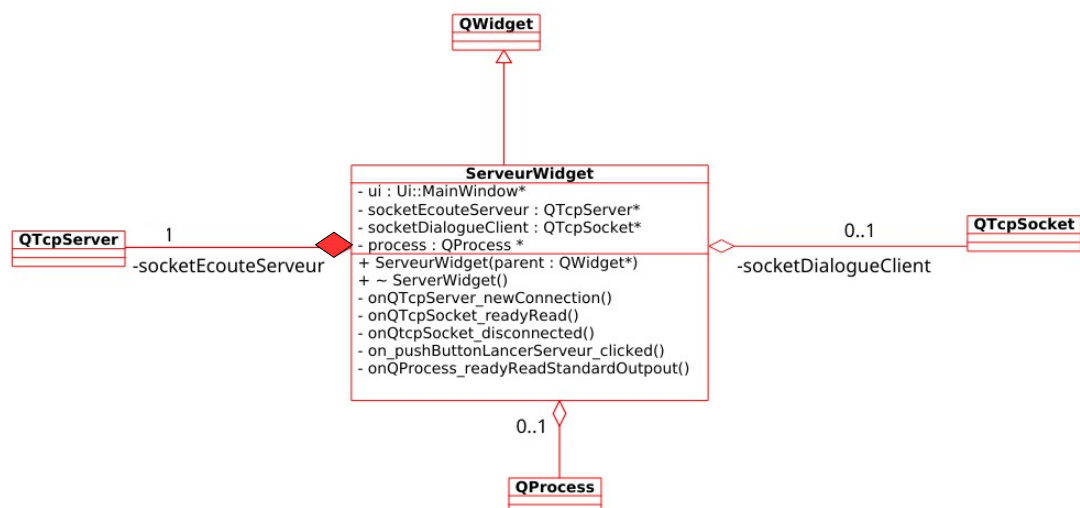 QWidget
ServeurWidget
- ui : Ui::MainWindow*
- socketEcouteServeur : QTcpServer*
- socketDialogueClient : QTcpSocket*
- process : QProcess *
+ ServeurWidget(parent : QWidget*)
+ ~ ServerWidget()
- onQTcpServer_newConnection()
- onQTcpSocket_readyRead()
- onQtcpSocket_disconnected()
- on_pushButtonLancerServeur_clicked()
- onQProcess_readyReadStandardOutpout()
QTcpServer
1
-socketEcouteServeur
0..1
-socketDialogueClient
QTcpSocket
0..1
QProcess